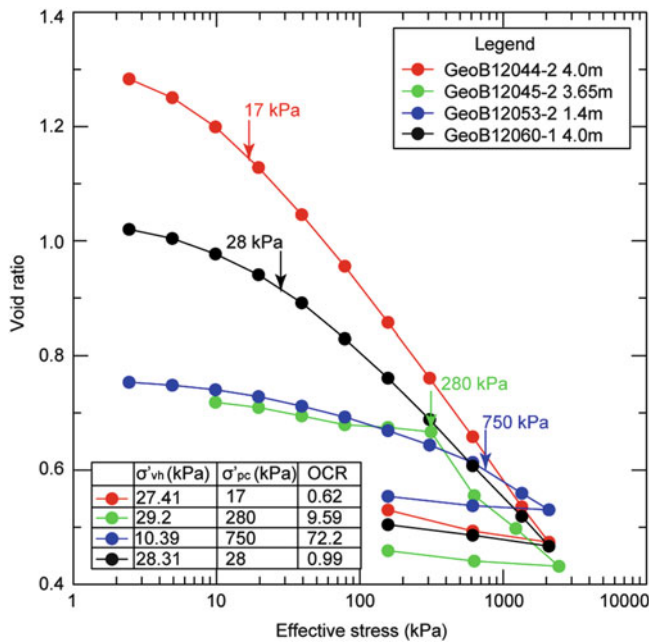 Legend
GeoB12044-2 4.0m
GeoB12045-2 3.65m
GeoB12053-2 1.4m
GeoB12060-1 4.0m
Void ratio
1.2
1.0
0.8
0.6
0.4
17 kPa
28 kPa
280 kPa
750 kPa
σ'vh (kPa) σ'pc (kPa) OCR
27.41 17 0.62
29.2 280 9.59
10.39 750 72.2
28.31 28 0.99
1 10 100 1000 10000
Effective stress (kPa)